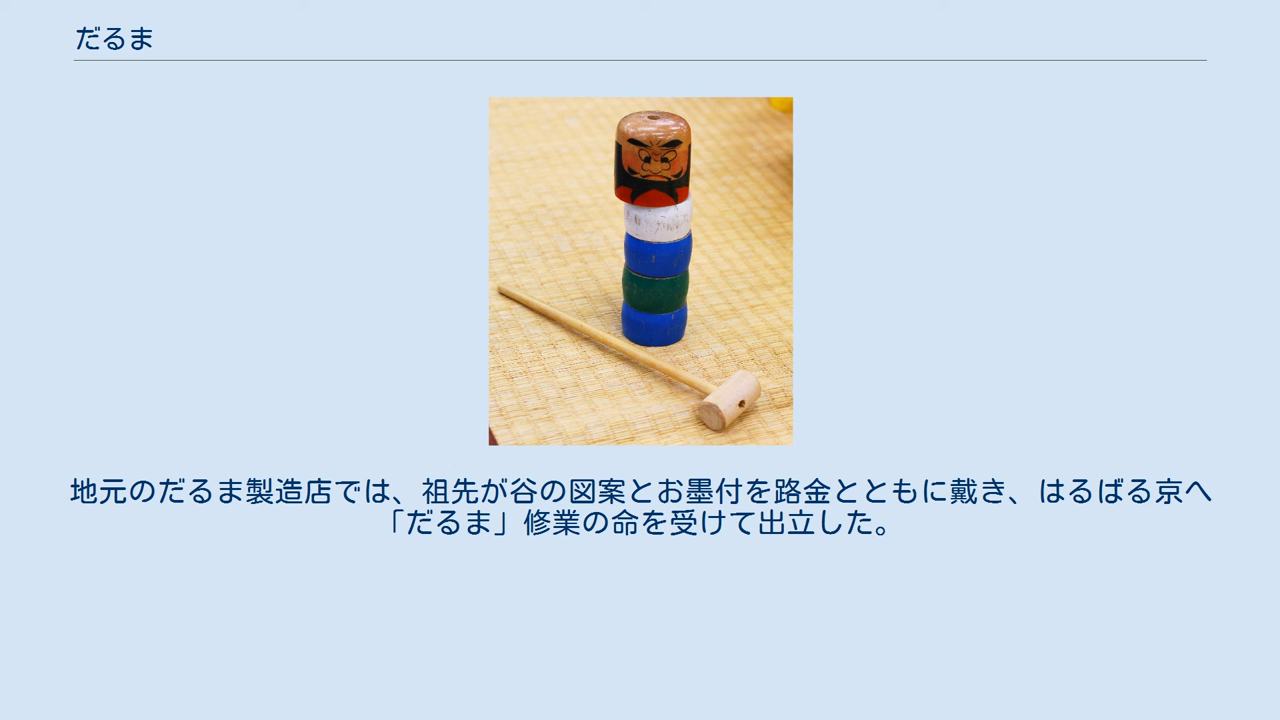 だるま
地元のだるま製造店では、祖先が谷の図案とお墨付を路金とともに戴き、はるばる京へ
「だるま」修業の命を受けて出立した。